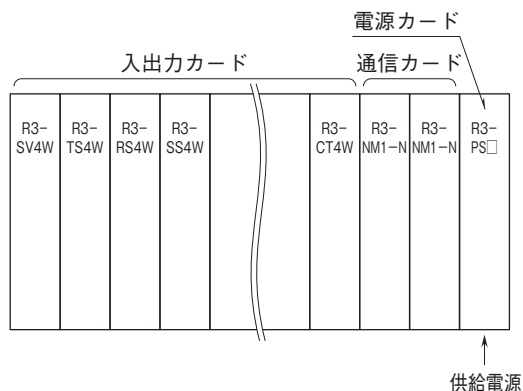 電源カード
入出力カード 通信カード
R3− R3− R3− R3− R3− R3− R3− R3−
SV4W TS4W RS4W SS4W CT4W NM1−N NM1−N PS□
供給電源